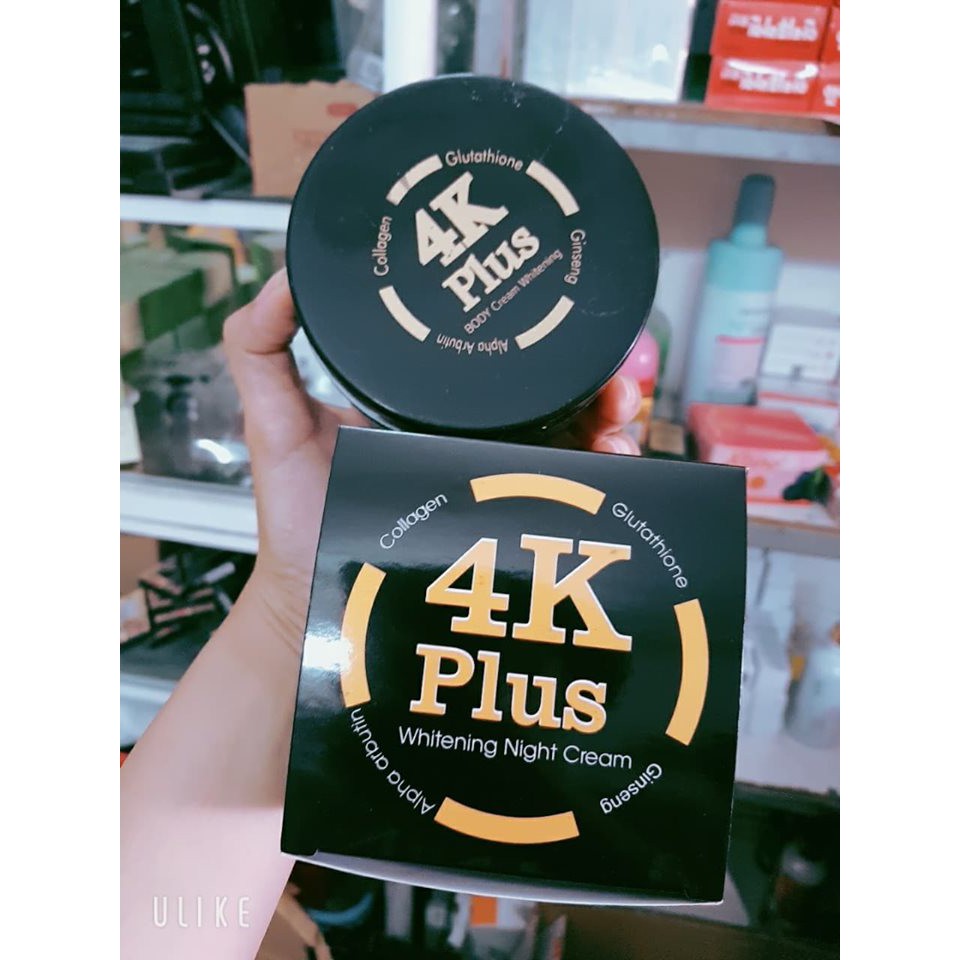 Glutathione
Collagen
4K
Plus
BODY Cream Whitening
Ginseng
Alpha Arbutin
Collagen
Glutathione
4K
Plus
Whitening Night Cream
Alpha arbutin
Ginseng
ULIKE